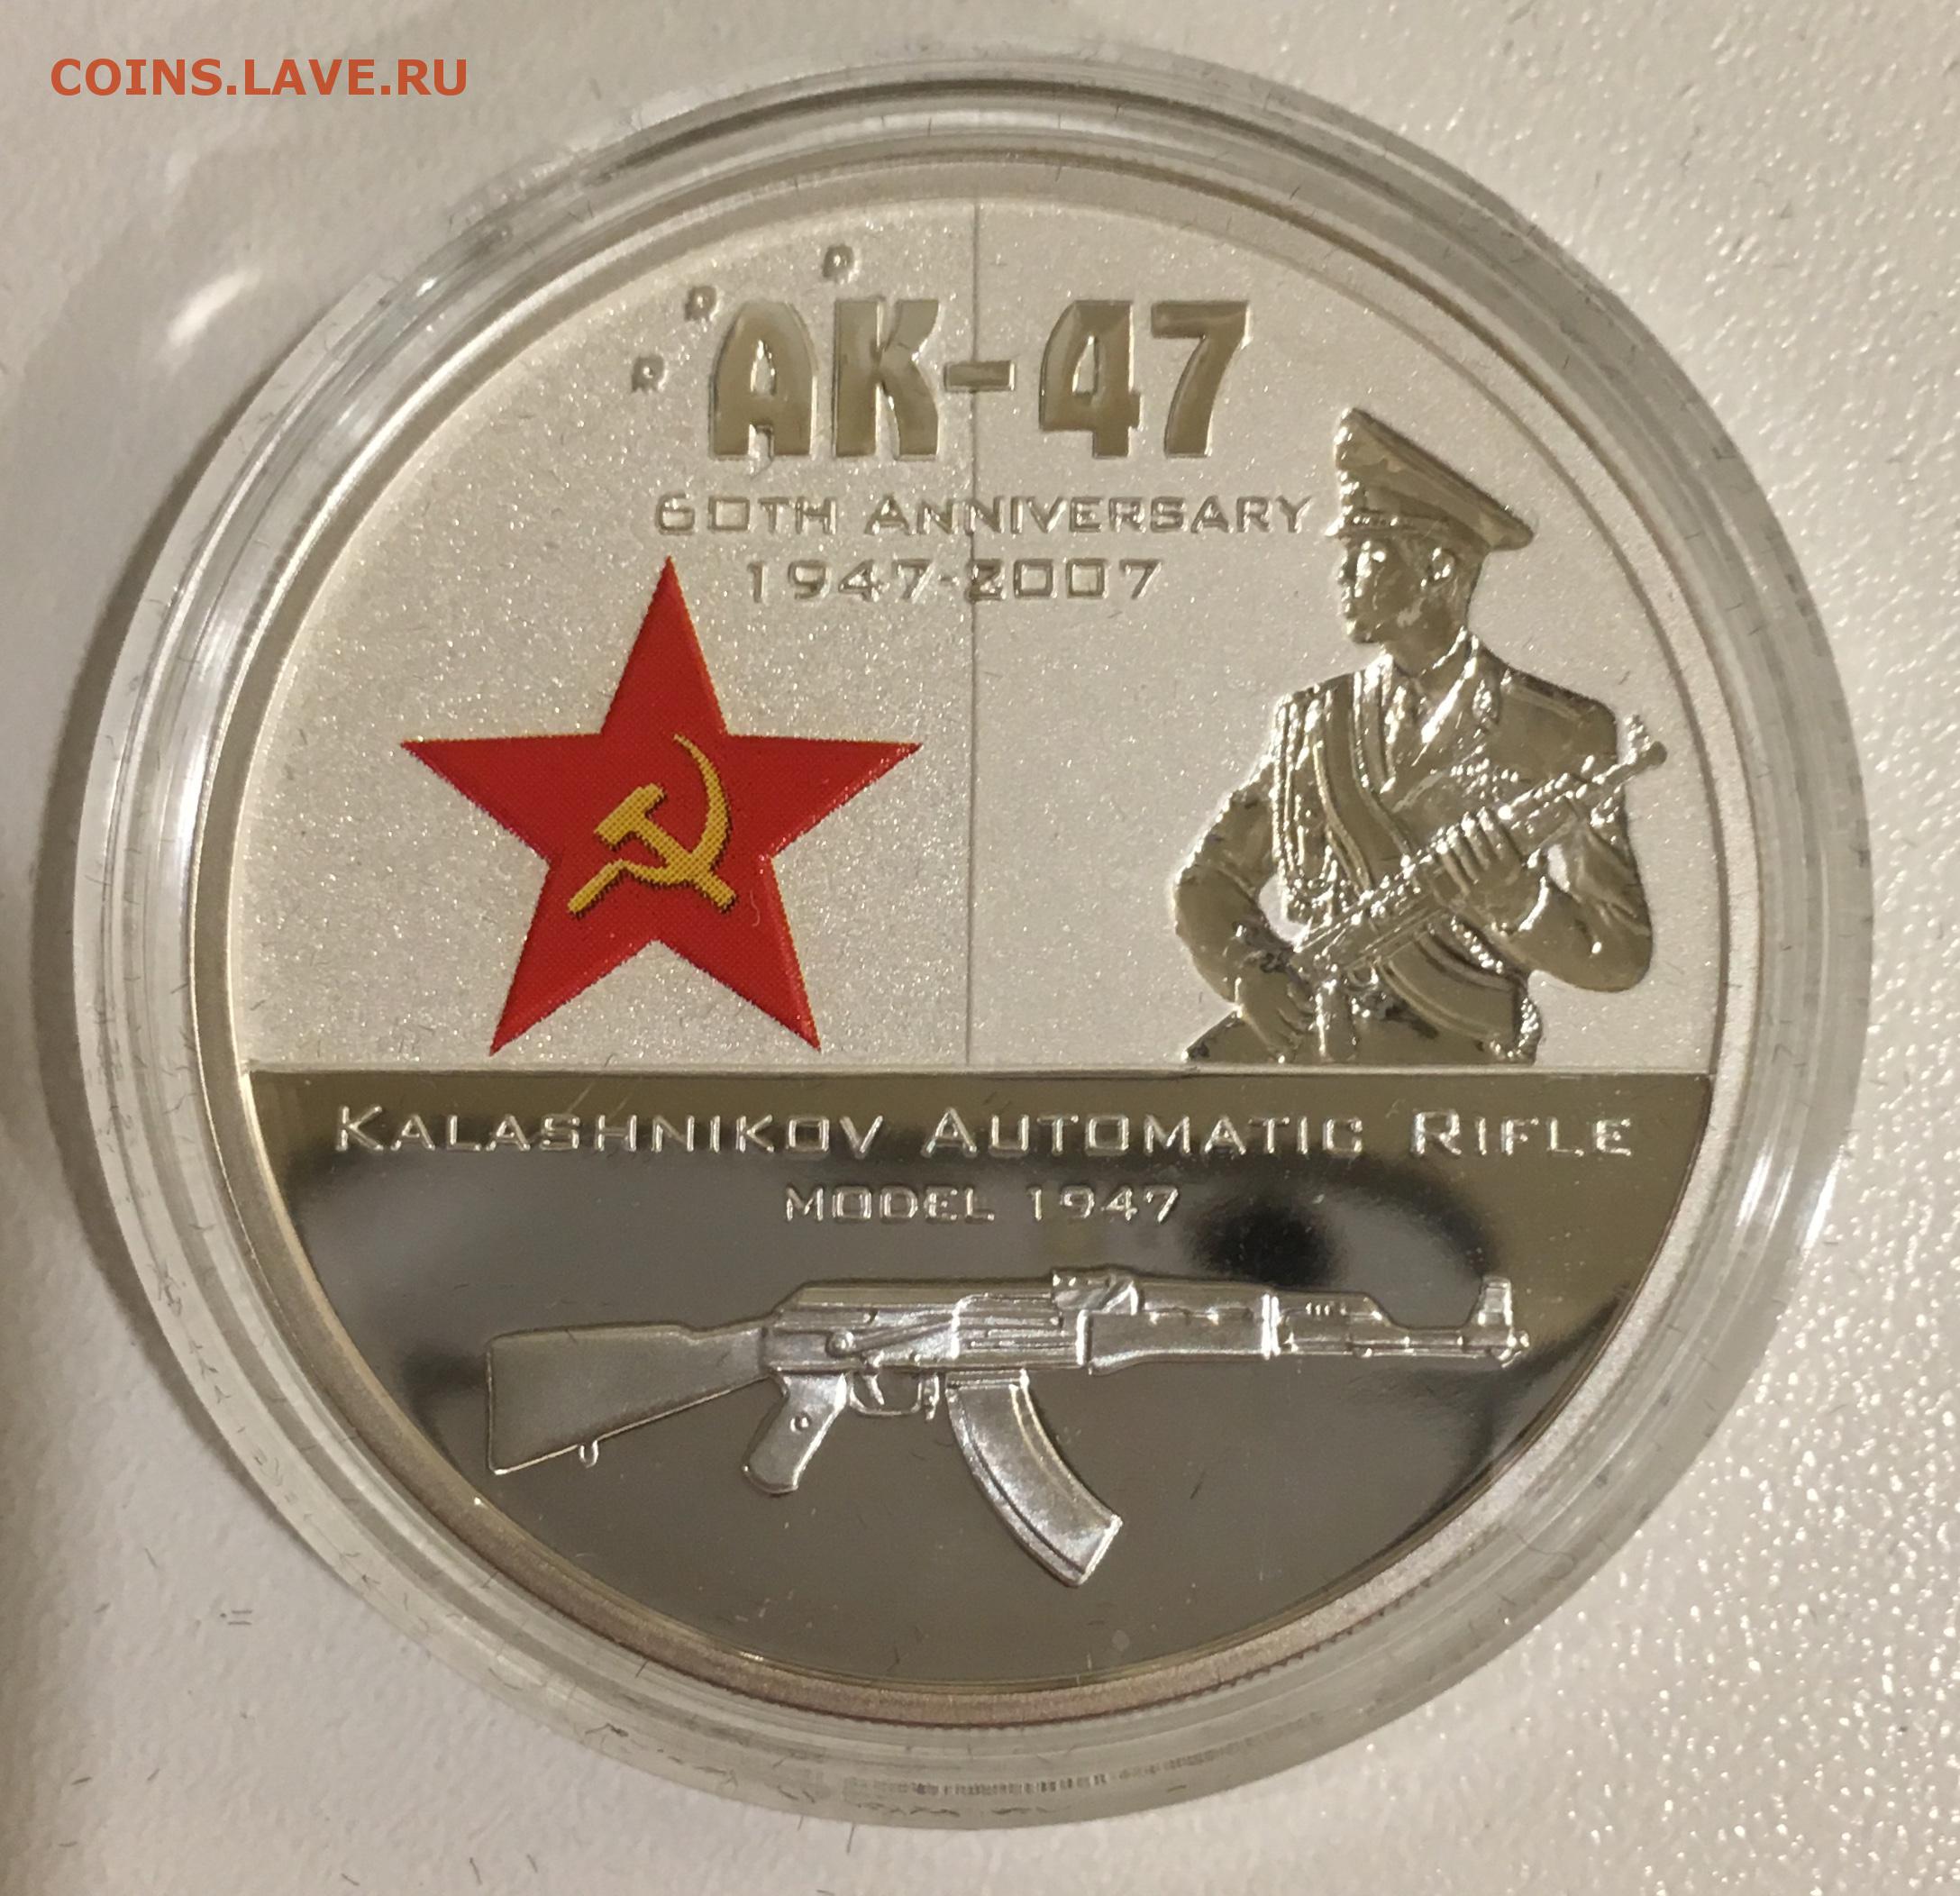 COINS.LAVE.RU
AK-47
60TH ANNIVERSARY
1947-2007
KALASHNIKOV AUTOMATIC RIFLE
MODEL 1947